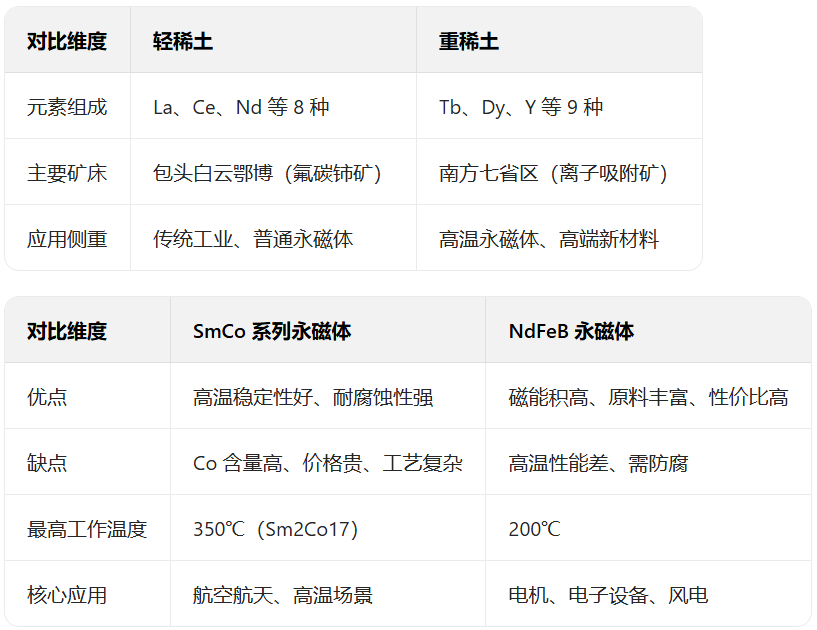 对比维度 轻稀土 重稀土
元素组成 La、Ce、Nd 等 8 种 Tb、Dy、Y 等 9 种
主要矿床 包头白云鄂博（氟碳铈矿） 南方七省区（离子吸附矿）
应用侧重 传统工业、普通永磁体 高温永磁体、高端新材料
对比维度 SmCo 系列永磁体 NdFeB 永磁体
优点 高温稳定性好、耐腐蚀性强 磁能积高、原料丰富、性价比高
缺点 Co 含量高、价格贵、工艺复杂 高温性能差、需防腐
最高工作温度 350℃（Sm2Co17） 200℃
核心应用 航空航天、高温场景 电机、电子设备、风电